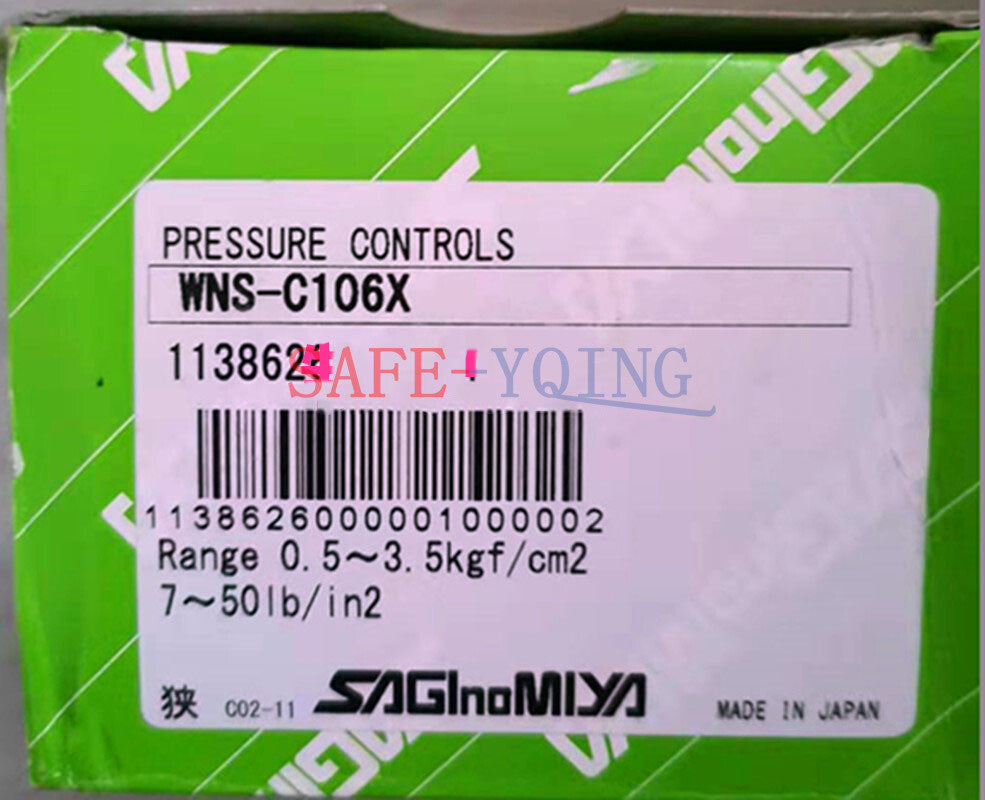 PRESSURE CONTROLS
WNS-C106X
113862
SAFE-YQING
1138626000001000002
Range 0.5~3.5kgf/cm2
7~50lb/in2
狭 C02-11 SAGInoMIYA MADE IN JAPAN